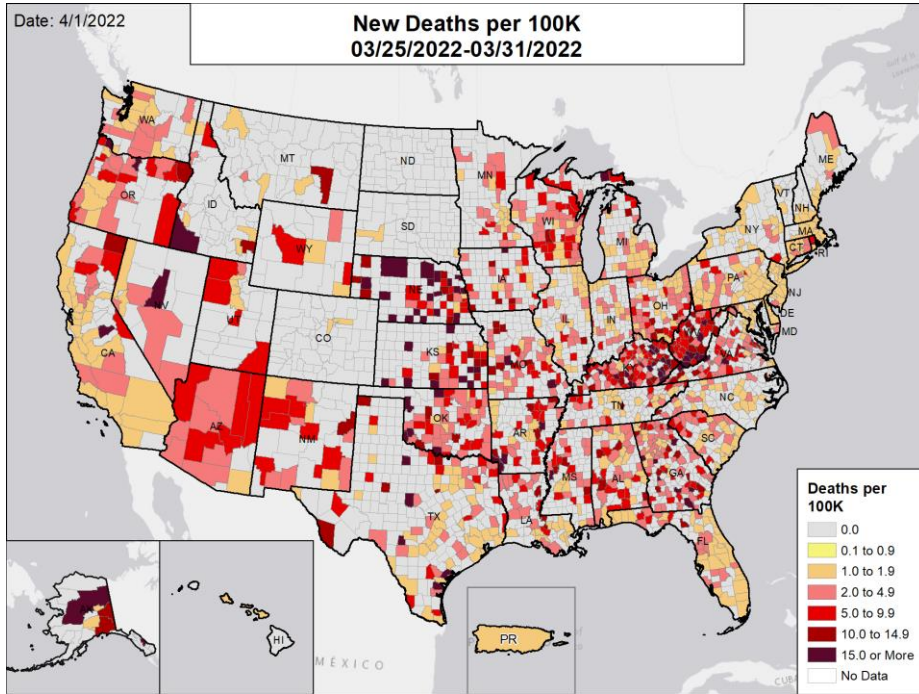 Date: 4/1/2022
New Deaths per 100K
03/25/2022-03/31/2022
WA
MT
ND
MN
ME
OR
ID
SD
WI
VT
NH
WY
MI
NY
MA
CT
RI
IA
NE
PA
NJ
NV
UT
IL
IN
OH
DE
MD
CO
CA
KS
MO
KY
WV
VA
AZ
NM
OK
TN
NC
AR
SC
MS
AL
GA
TX
LA
FL
HI
PR
MÉXICO
Deaths per
100K
0.0
0.1 to 0.9
1.0 to 1.9
2.0 to 4.9
5.0 to 9.9
10.0 to 14.9
15.0 or More
No Data